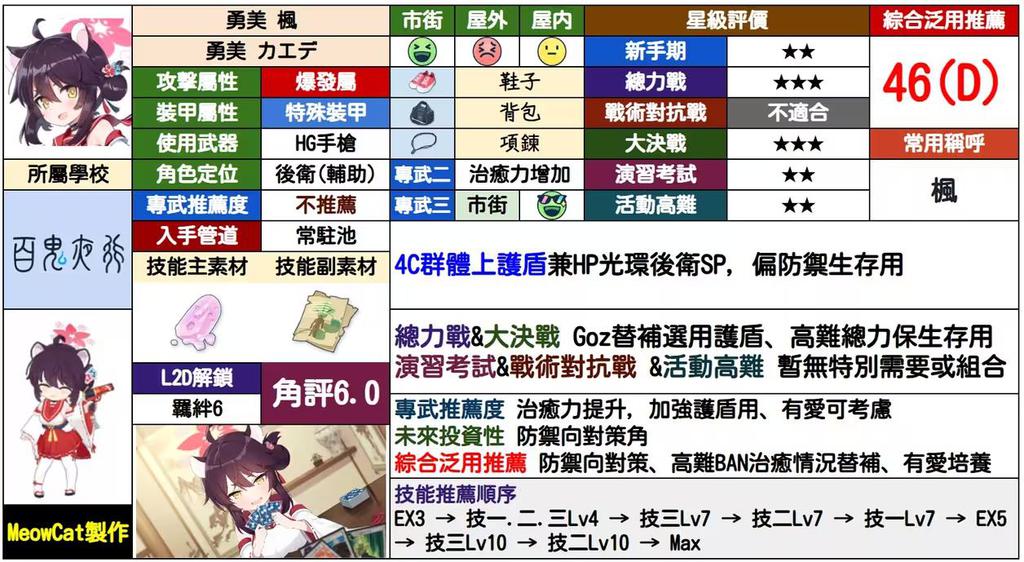 勇美 楓
市街
屋外
屋內
星級評價
綜合泛用推薦
勇美 カエデ
新手期
★★
46(D)
攻擊屬性
爆發屬
鞋子
總力戰
★★★
裝甲屬性
特殊裝甲
背包
戰術對抗戰
不適合
使用武器
HG手槍
項鍊
大決戰
★★★
常用稱呼
所屬學校
角色定位
後衛(輔助)
專武二
治癒力增加
演習考試
★★
楓
百鬼夜行
專武推薦度
不推薦
專武三
市街
活動高難
★★
入手管道
常駐池
4C群體上護盾兼HP光環後衛SP, 偏防禦生存用
技能主素材
技能副素材
總力戰&大決戰 Goz替補選用護盾、高難總力保生存用
演習考試&戰術對抗戰 &活動高難 暫無特別需要或組合
L2D解鎖
角評6.0
羈絆6
專武推薦度 治癒力提升, 加強護盾用、有愛可考慮
未來投資性 防禦向對策角
綜合泛用推薦 防禦向對策、高難BAN治癒情況替補、有愛培養
技能推薦順序
EX3 → 技一.二.三Lv4 → 技三Lv7 → 技二Lv7 → 技一Lv7 → EX5
→ 技三Lv10 → 技二Lv10 → Max
MeowCat製作